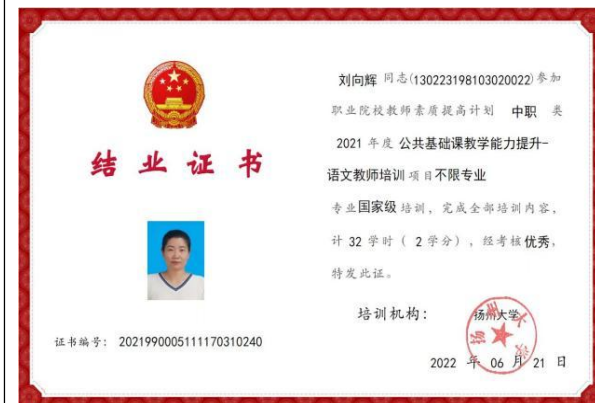 结业证书
证书编号： 2021990005111170310240
刘向辉 同志(130223198103020022)参加
职业院校教师素质提高计划 中职 类
2021 年度 公共基础课教学能力提升-
语文教师培训 项目不限专业
专业国家级 培训，完成全部培训内容，
计 32 学时（ 2 学分），经考核优秀，
特发此证。
培训机构： 扬州大学
扬州大学
2022 年 06 月 21 日